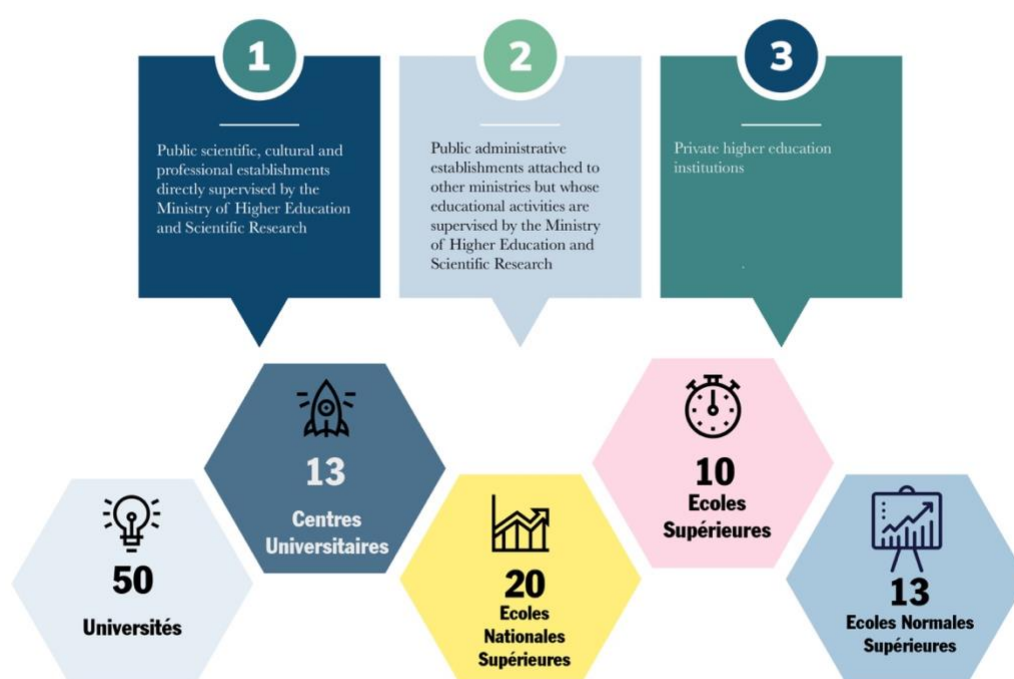 1
Public scientific, cultural and
professional establishments
directly supervised by the
Ministry of Higher Education
and Scientific Research
2
Public administrative
establishments attached to
other ministries but whose
educational activities are
supervised by the Ministry
of Higher Education and
Scientific Research
3
Private higher education
institutions
.
50
Universités
13
Centres
Universitaires
20
Ecoles
Nationales
Supérieures
10
Ecoles
Supérieures
13
Ecoles Normales
Supérieures